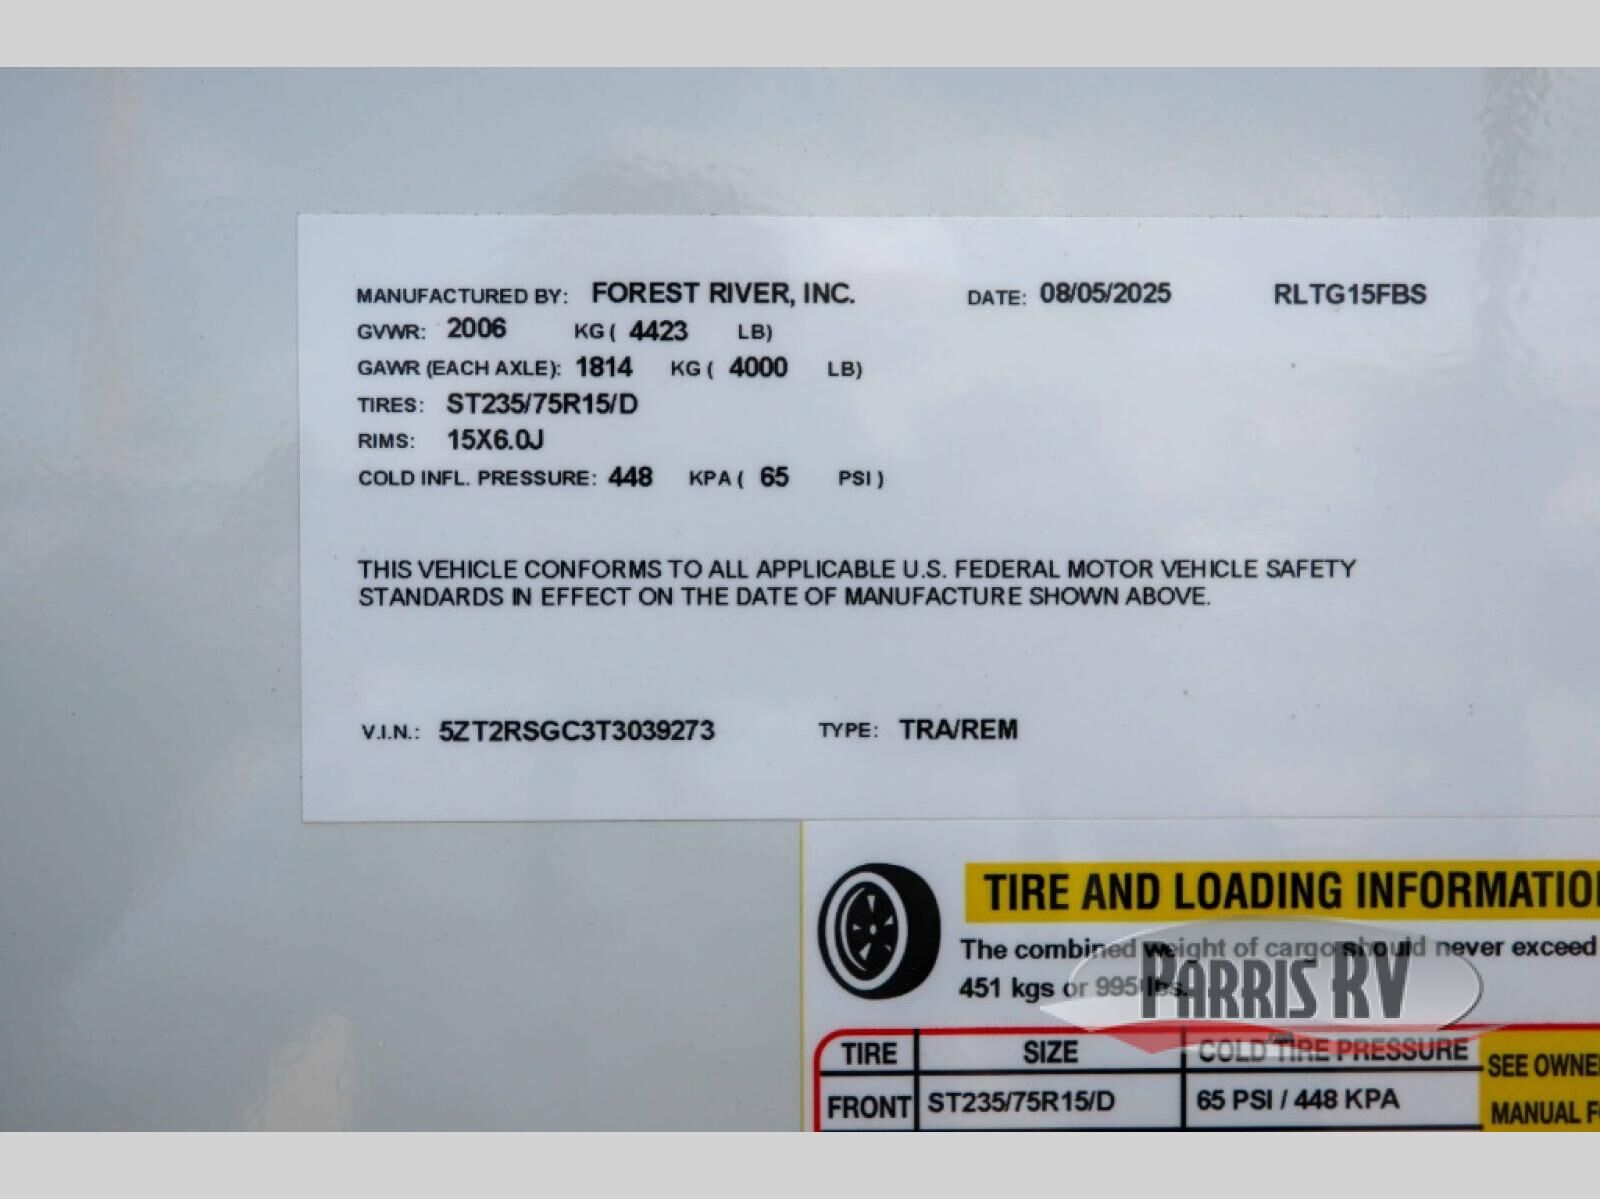 MANUFACTURED BY: FOREST RIVER, INC. DATE: 08/05/2025 RLTG15FBS
GVWR: 2006 KG ( 4423 LB)
GAWR (EACH AXLE): 1814 KG ( 4000 LB)
TIRES: ST235/75R15/D
RIMS: 15X6.0J
COLD INFL. PRESSURE: 448 KPA ( 65 PSI )
THIS VEHICLE CONFORMS TO ALL APPLICABLE U.S. FEDERAL MOTOR VEHICLE SAFETY
STANDARDS IN EFFECT ON THE DATE OF MANUFACTURE SHOWN ABOVE.
V.I.N.: 5ZT2RSGC3T3039273 TYPE: TRA/REM
TIRE AND LOADING INFORMATIO
The combined weight of cargo should never exceed
451 kgs or 995 lbs.
PARRIS RV
.com
TIRE SIZE COLD TIRE PRESSURE SEE OWNE
FRONT ST235/75R15/D 65 PSI / 448 KPA MANUAL F